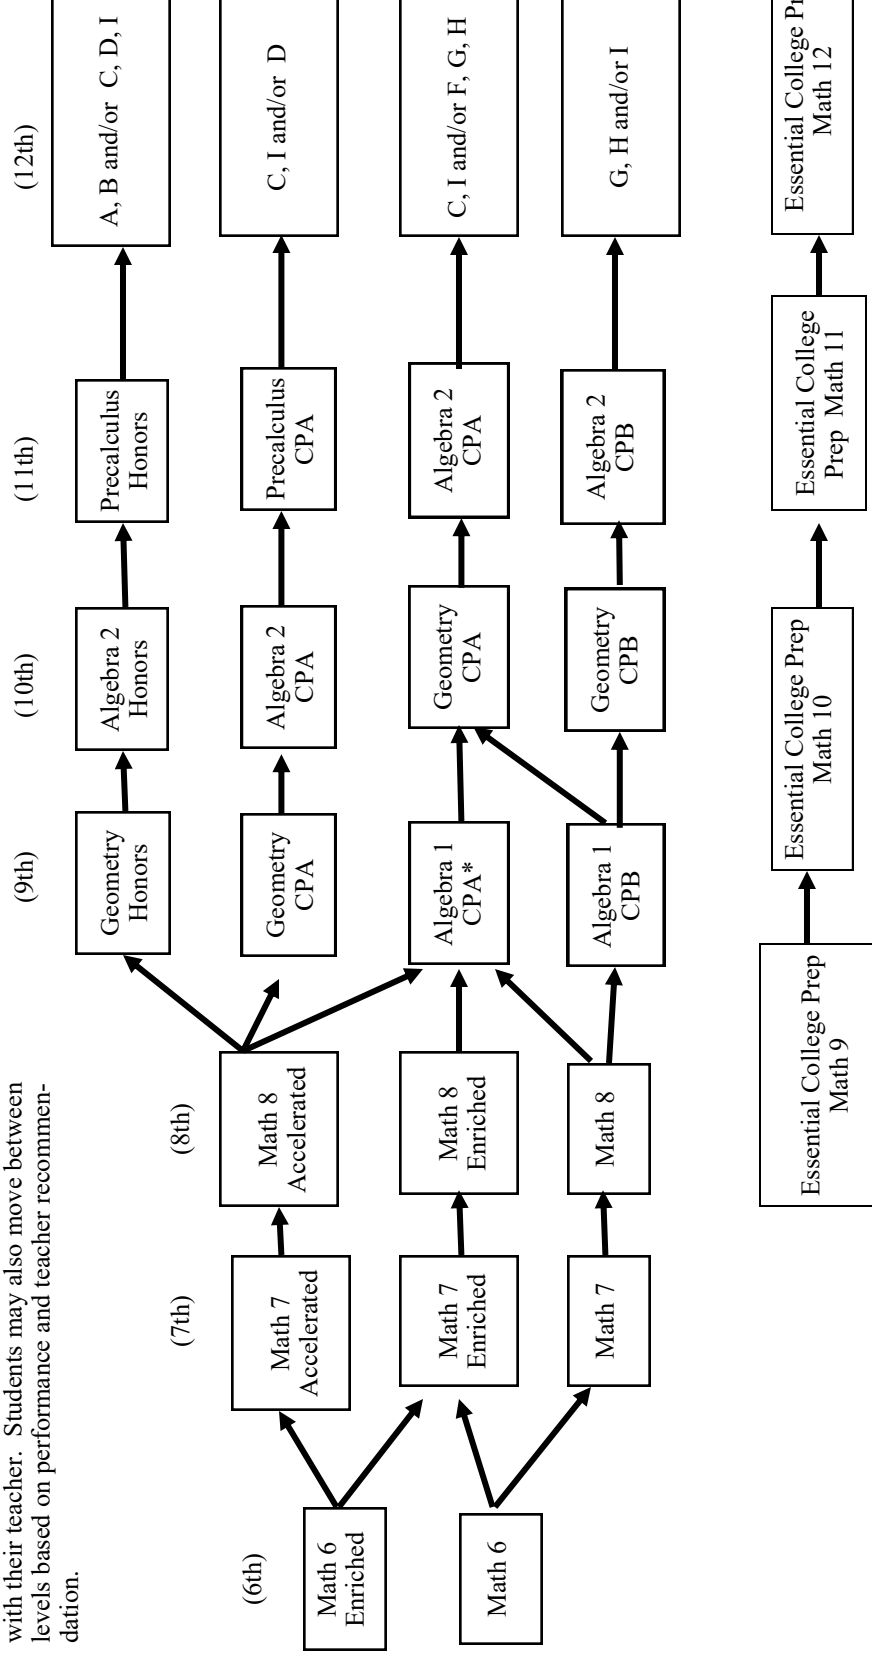 with their teacher.  Students may also move between
levels based on performance and teacher recommen-
dation.
(6th)
(7th)
(8th)
(9th)
(10th)
(11th)
(12th)
Geometry
Honors
Algebra 2
Honors
Precalculus
Honors
A, B and/or  C, D, I
Math 7
Accelerated
Math 8
Accelerated
Geometry
CPA
Algebra 2
CPA
Precalculus
CPA
C, I and/or  D
Math 6
Enriched
Math 7
Enriched
Math 8
Enriched
Algebra 1
CPA*
Geometry
CPA
Algebra 2
CPA
C, I and/or F, G, H
Math 6
Math 7
Math 8
Algebra 1
CPB
Geometry
CPB
Algebra 2
CPB
G, H and/or I
Essential College Prep
Math 9
Essential College Prep
Math 10
Essential College
Prep  Math 11
Essential College
Math 12